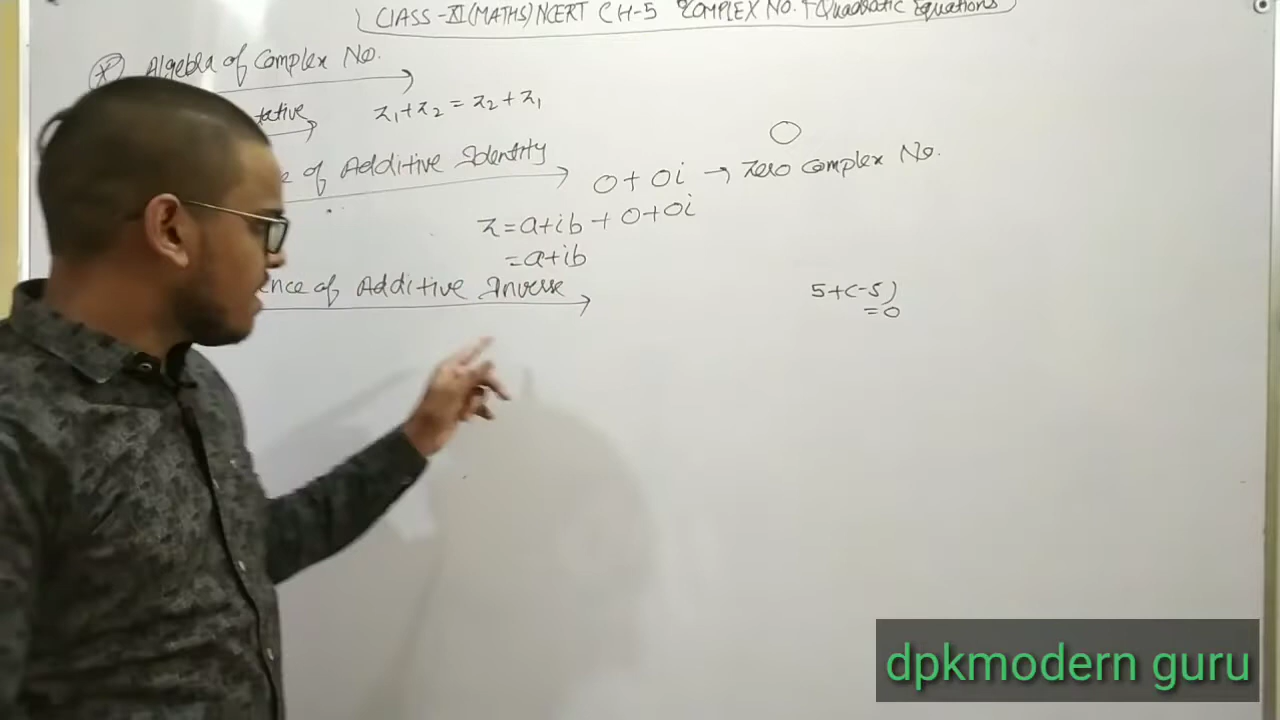 CLASS-XI(MATHS)NCERT CH-5 COMPLEX NO. + Quadratic Equations
* Algebra of Complex No.
tative z₁+z₂ = z₂+z₁
e of Additive Identity
0
0+0i → Zero Complex No.
z=a+ib+0+0i
=a+ib
ence of Additive Inverse
5+(-5)
=0
dpkmodern guru